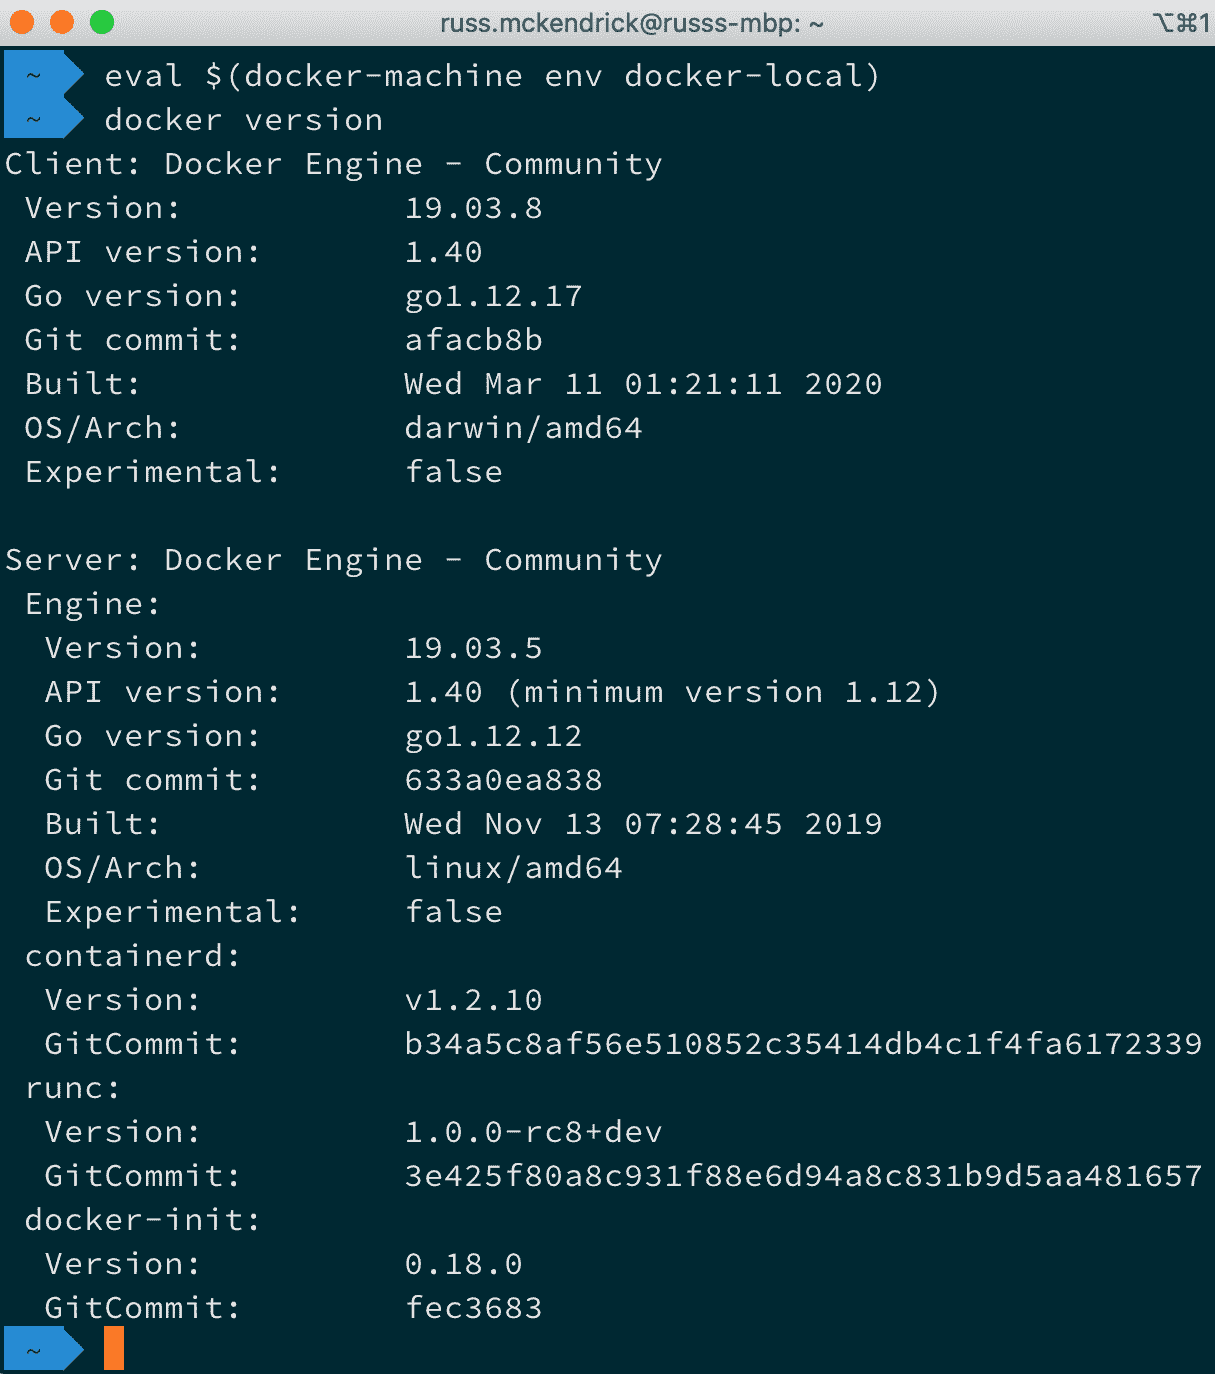 russ.mckendrick@russs-mbp: ~ ⌥⌘1
~ eval $(docker-machine env docker-local)
~ docker version
Client: Docker Engine - Community
 Version:           19.03.8
 API version:       1.40
 Go version:        go1.12.17
 Git commit:        afacb8b
 Built:             Wed Mar 11 01:21:11 2020
 OS/Arch:           darwin/amd64
 Experimental:      false

Server: Docker Engine - Community
 Engine:
  Version:          19.03.5
  API version:      1.40 (minimum version 1.12)
  Go version:       go1.12.12
  Git commit:       633a0ea838
  Built:            Wed Nov 13 07:28:45 2019
  OS/Arch:          linux/amd64
  Experimental:     false
 containerd:
  Version:          v1.2.10
  GitCommit:        b34a5c8af56e510852c35414db4c1f4fa6172339
 runc:
  Version:          1.0.0-rc8+dev
  GitCommit:        3e425f80a8c931f88e6d94a8c831b9d5aa481657
 docker-init:
  Version:          0.18.0
  GitCommit:        fec3683
~